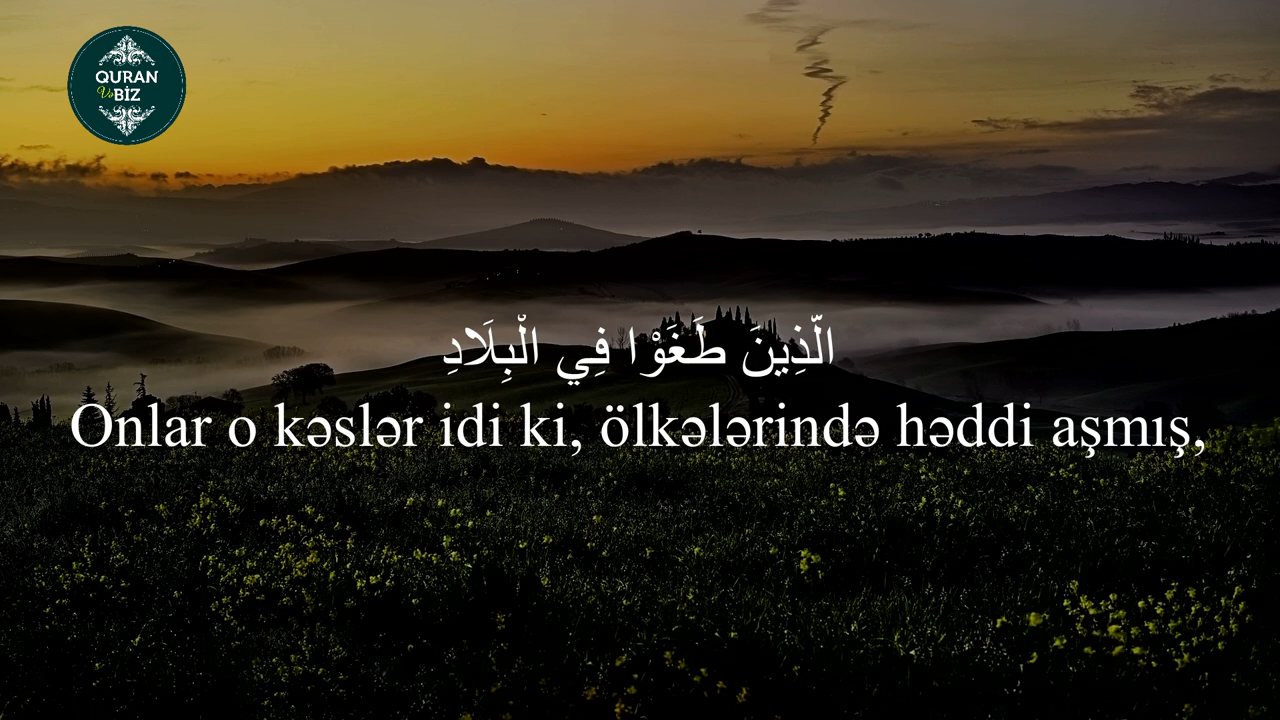 QURAN
Və BİZ
الَّذِينَ طَغَوْا فِي الْبِلَادِ
Onlar o kəslər idi ki, ölkələrində həddi aşmış,